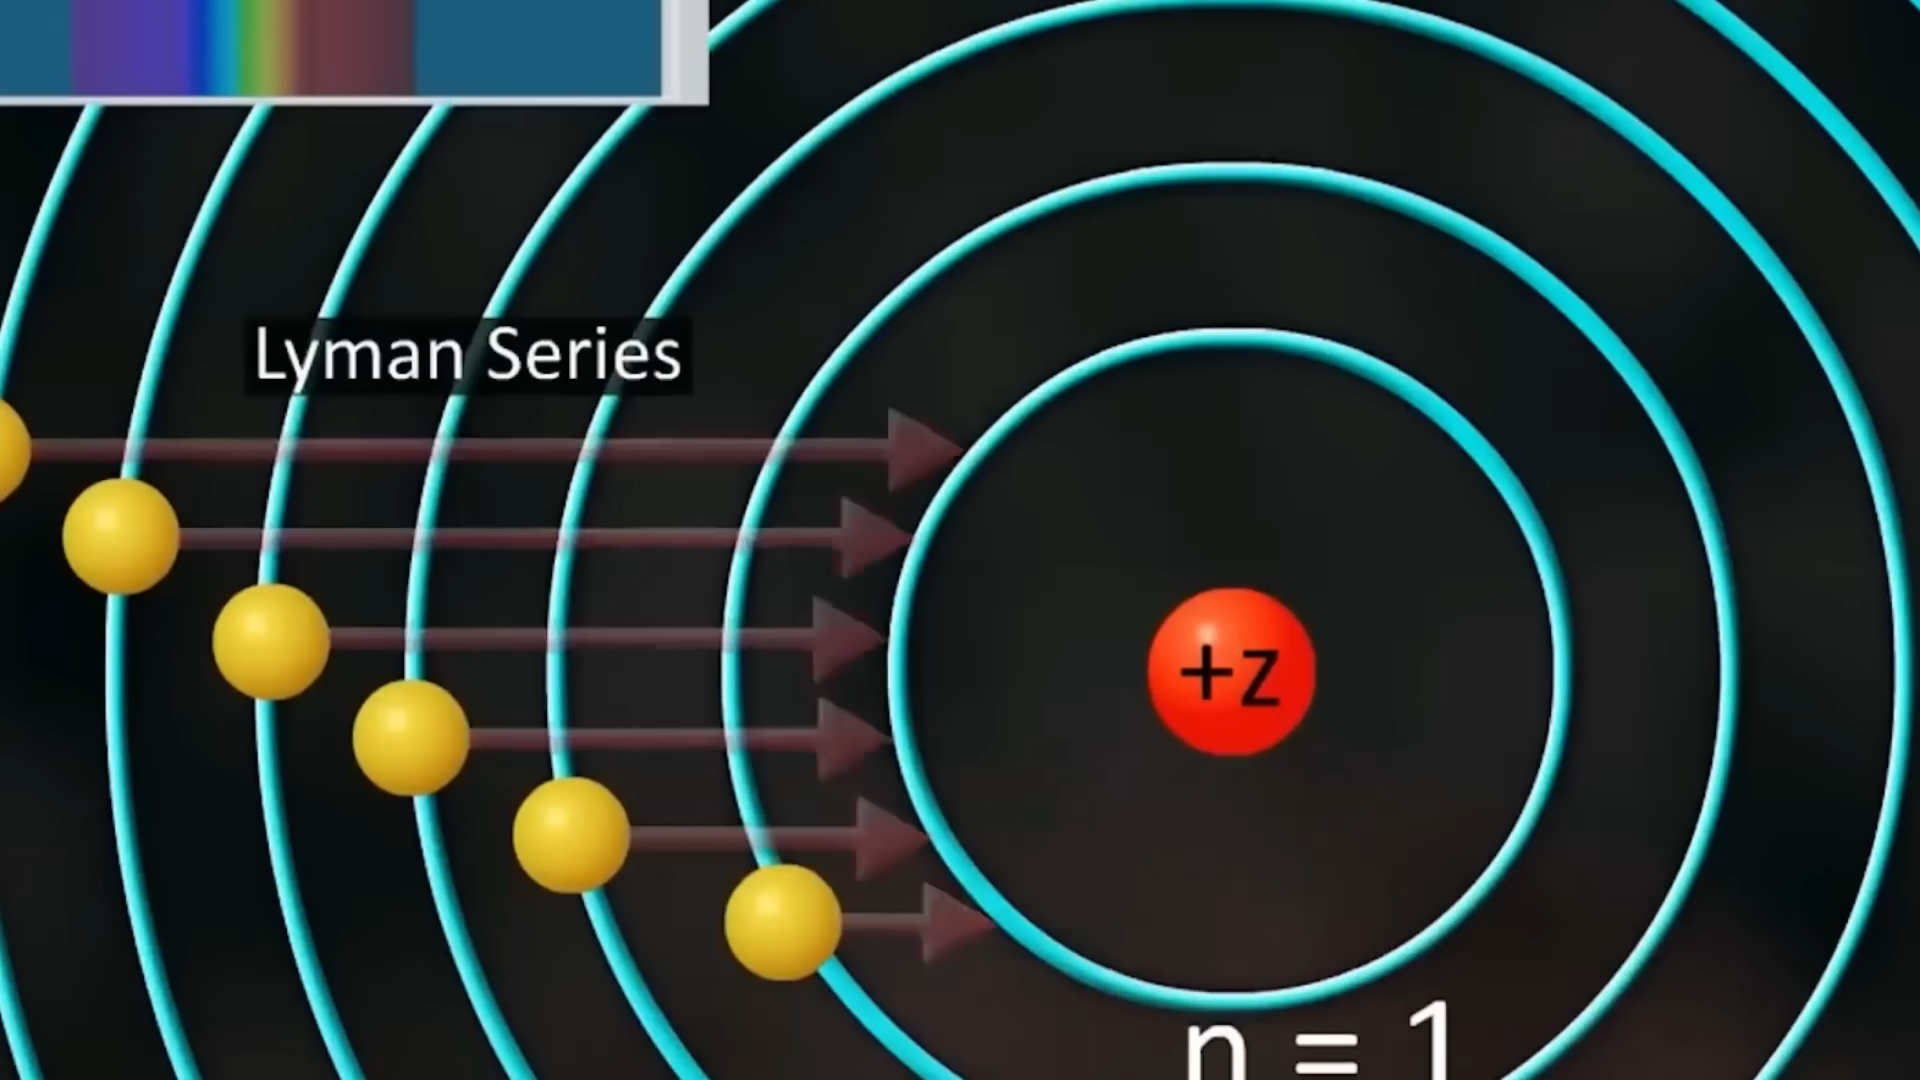 Lyman Series
+z
n = 1